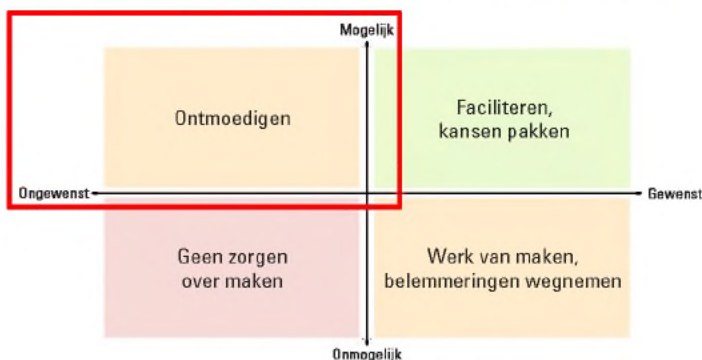 Mogelijk
Ontmoedigen
Faciliteren,
kansen pakken
Ongewenst
Gewenst
Geen zorgen
over maken
Werk van maken,
belemmeringen wegnemen
Onmogelijk